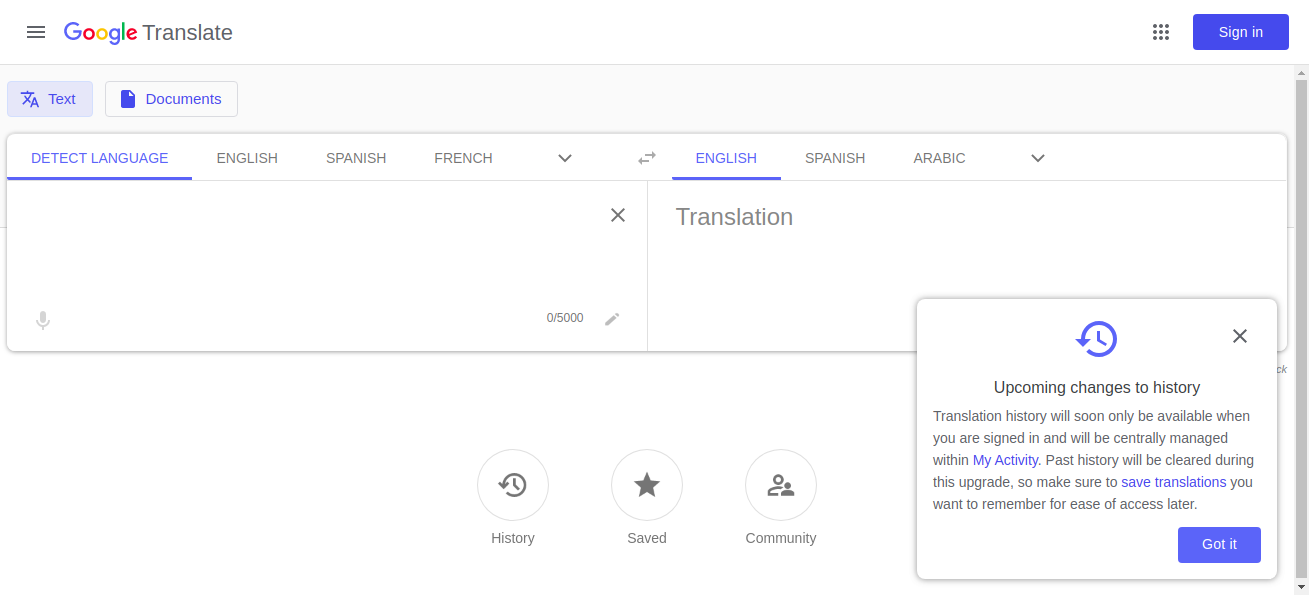 Google Translate
Sign in
Text
Documents
DETECT LANGUAGE ENGLISH SPANISH FRENCH
ENGLISH SPANISH ARABIC
Translation
0/5000
Upcoming changes to history
Translation history will soon only be available when
you are signed in and will be centrally managed
within My Activity. Past history will be cleared during
this upgrade, so make sure to save translations you
want to remember for ease of access later.
Got it
History
Saved
Community